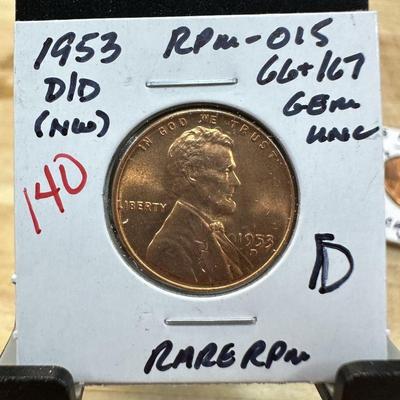 1953
D/D
(NW)
RPM-015
66+/67
GEM
UNC
140
IN GOD WE TRUST
LIBERTY
1953
D
D
RARE RPM